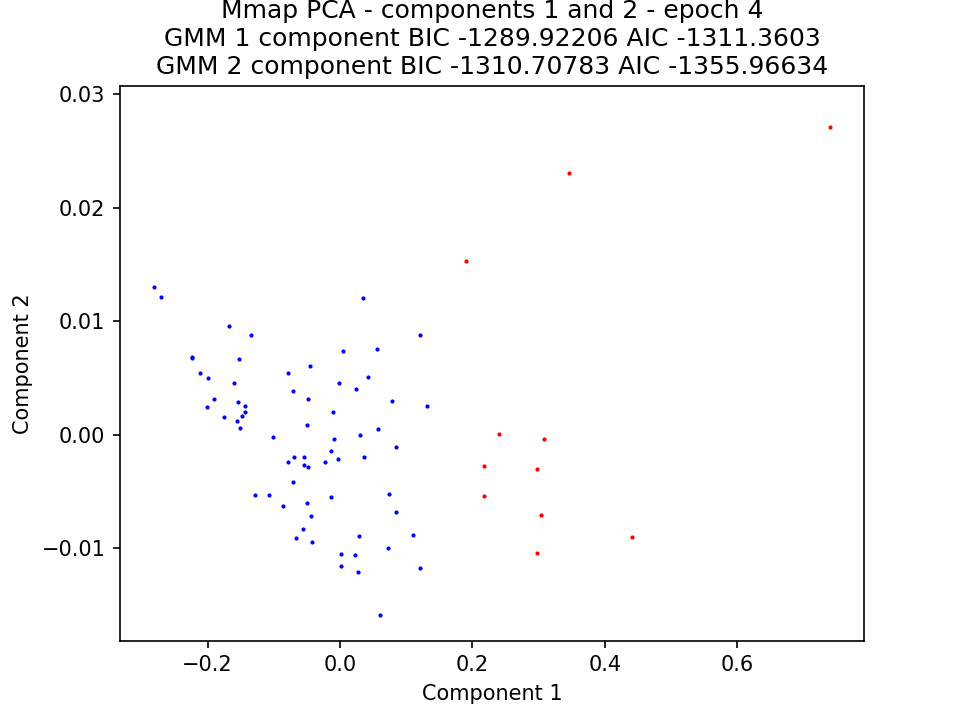 Mmap PCA - components 1 and 2 - epoch 4
GMM 1 component BIC -1289.92206 AIC -1311.3603
GMM 2 component BIC -1310.70783 AIC -1355.96634
0.03
0.02
0.01
0.00
−0.01
Component 2
−0.2
0.0
0.2
0.4
0.6
Component 1